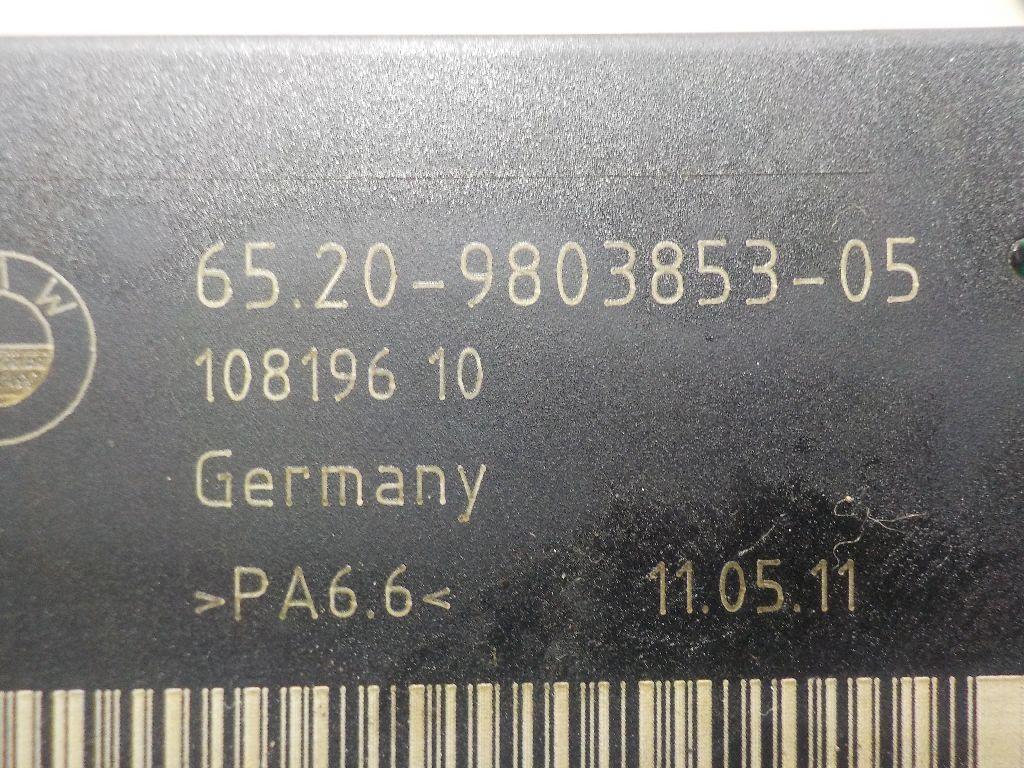 W
65.20-9803853-05
108196 10
Germany
>PA6.6<
11.05.11